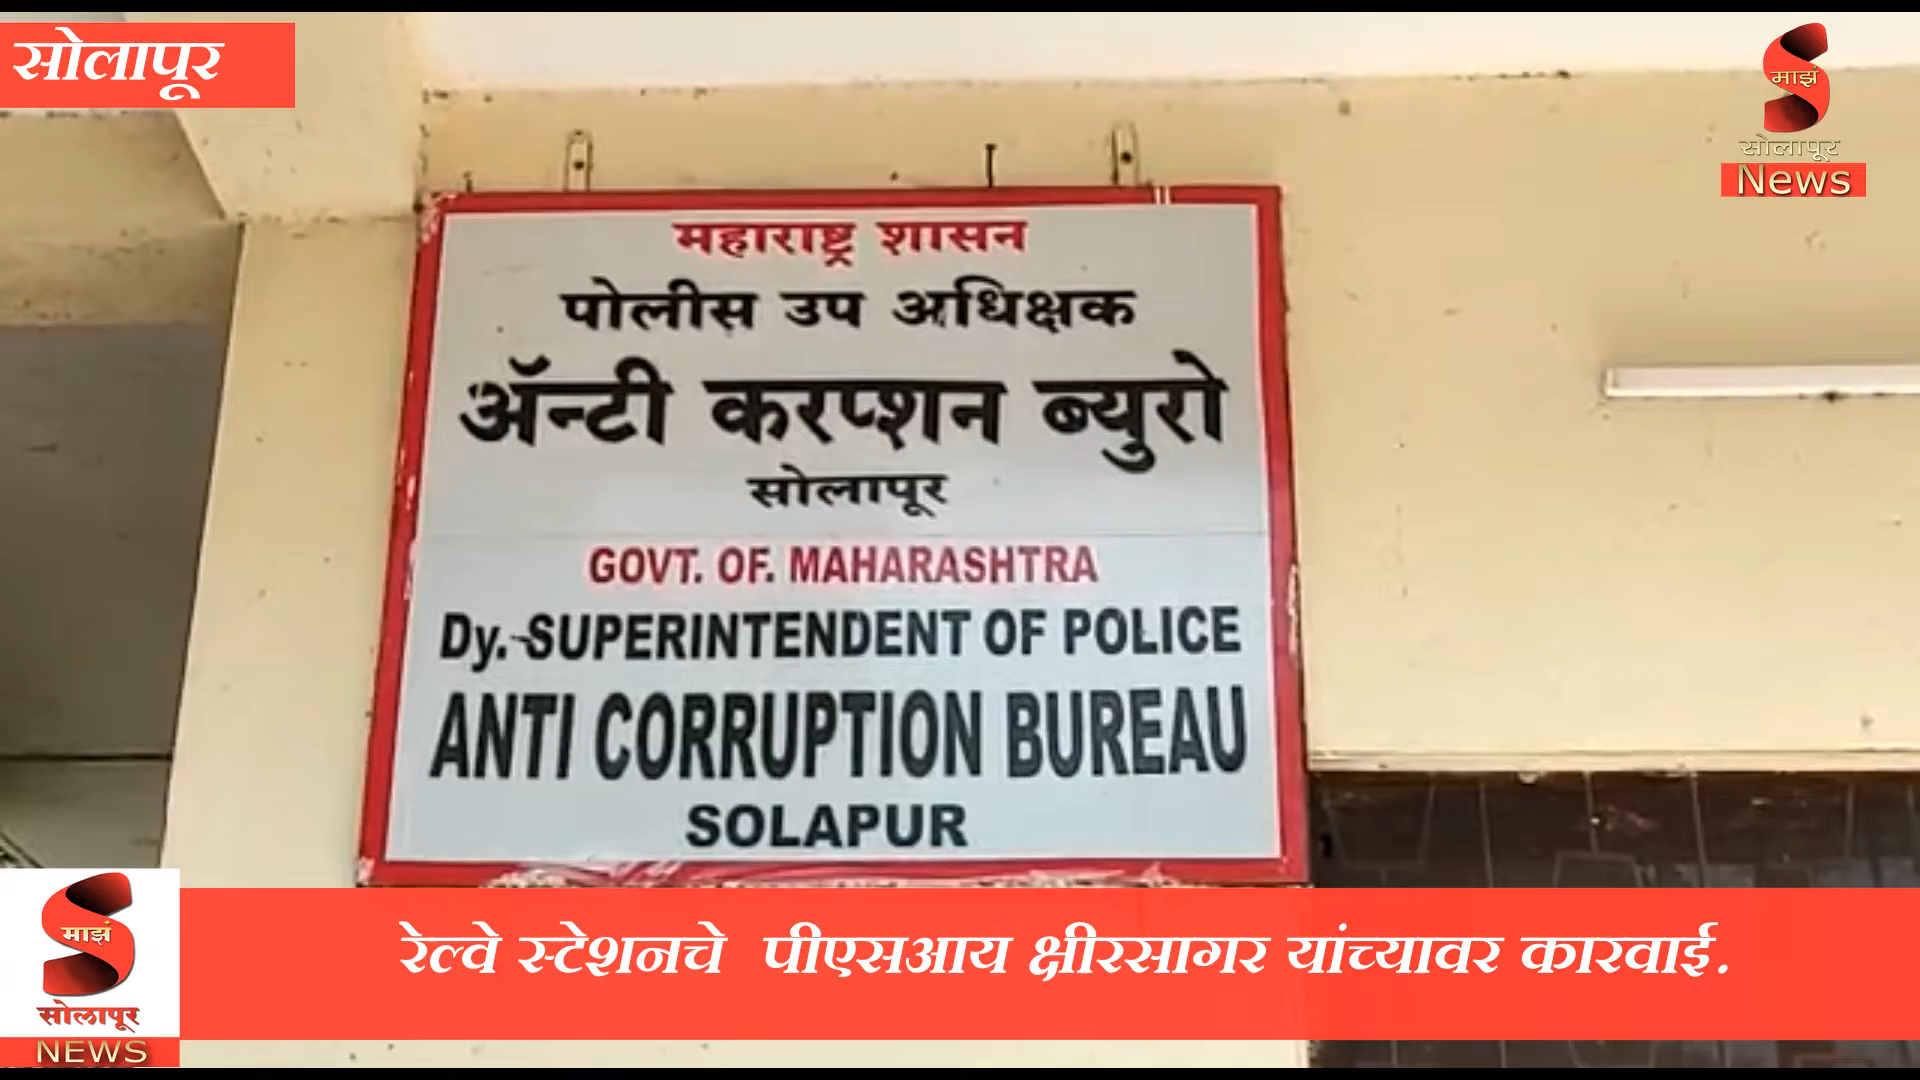 सोलापूर
माझं
सोलापूर
News
महाराष्ट्र शासन
पोलीस उप अधिक्षक
ॲन्टी करप्शन ब्युरो
सोलापूर
GOVT. OF. MAHARASHTRA
Dy.-SUPERINTENDENT OF POLICE
ANTI CORRUPTION BUREAU
SOLAPUR
माझं
सोलापूर
NEWS
रेल्वे स्टेशनचे पीएसआय क्षीरसागर यांच्यावर कारवाई.